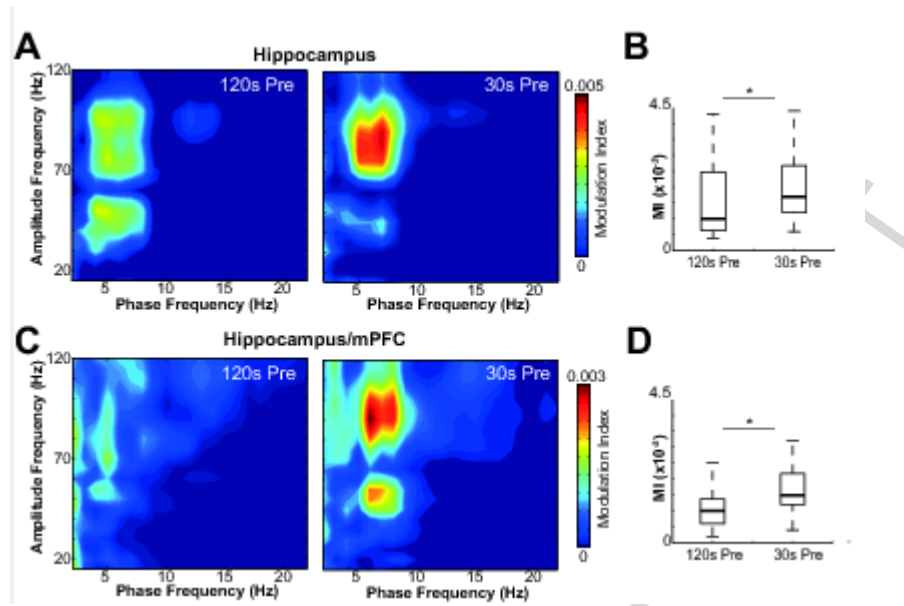 A
Hippocampus
B
120
70
20
Amplitude Frequency (Hz)
120s Pre
5 10 15 20
Phase Frequency (Hz)
30s Pre
5 10 15 20
Phase Frequency (Hz)
0.005
Modulation Index
0
4.5
MI (x10⁻³)
0
*
120s Pre 30s Pre
C
Hippocampus/mPFC
D
120
70
20
Amplitude Frequency (Hz)
120s Pre
5 10 15 20
Phase Frequency (Hz)
30s Pre
5 10 15 20
Phase Frequency (Hz)
0.003
Modulation Index
0
4.5
MI (x10⁻³)
0
*
120s Pre 30s Pre